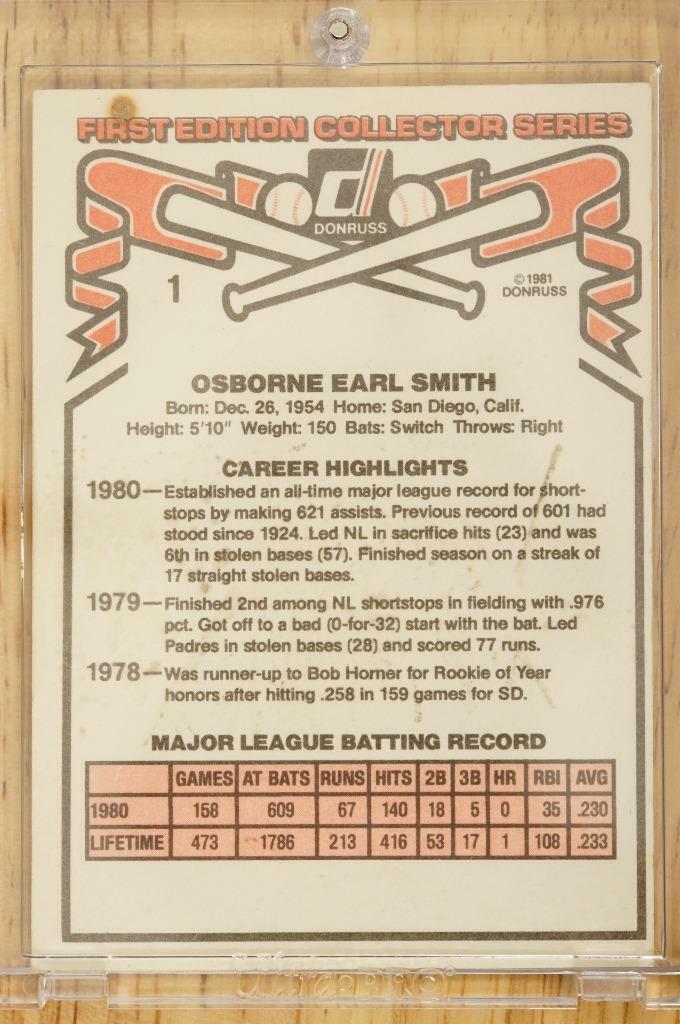 FIRST EDITION COLLECTOR SERIES
d
DONRUSS
1
© 1981
DONRUSS
OSBORNE EARL SMITH
Born: Dec. 26, 1954 Home: San Diego, Calif.
Height: 5'10" Weight: 150 Bats: Switch Throws: Right
CAREER HIGHLIGHTS
1980—Established an all-time major league record for short-
stops by making 621 assists. Previous record of 601 had
stood since 1924. Led NL in sacrifice hits (23) and was
6th in stolen bases (57). Finished season on a streak of
17 straight stolen bases.
1979—Finished 2nd among NL shortstops in fielding with .976
pct. Got off to a bad (0-for-32) start with the bat. Led
Padres in stolen bases (28) and scored 77 runs.
1978—Was runner-up to Bob Horner for Rookie of Year
honors after hitting .258 in 159 games for SD.
MAJOR LEAGUE BATTING RECORD
GAMES AT BATS RUNS HITS 2B 3B HR RBI AVG
1980 158 609 67 140 18 5 0 35 .230
LIFETIME 473 1786 213 416 53 17 1 108 .233
Ultra PRO®